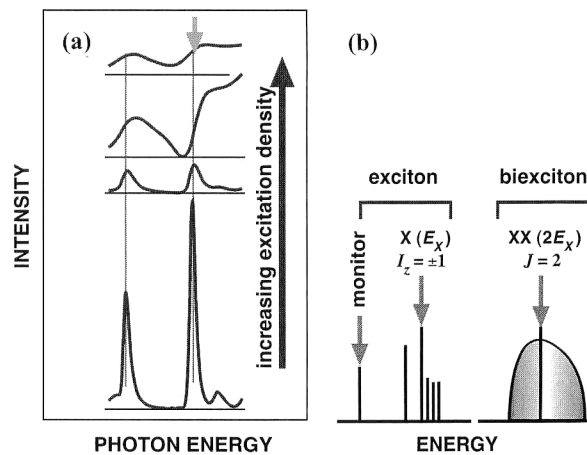 (a)
INTENSITY
increasing excitation density
PHOTON ENERGY
(b)
exciton
biexciton
monitor
X (E_X)
I_z = ±1
XX (2E_X)
J = 2
ENERGY